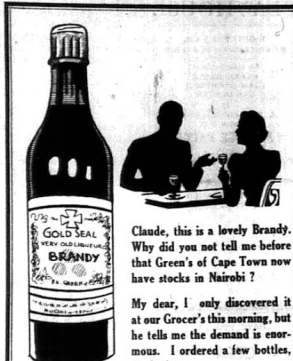 GOLD SEAL
VERY OLD LIQUEUR
BRANDY
Claude, this is a lovely Brandy.
Why did you not tell me before
that Green's of Cape Town now
have stocks in Nairobi ?
My dear, I only discovered it
at our Grocer's this morning, but
he tells me the demand is enor-
mous. I ordered a few bottles,